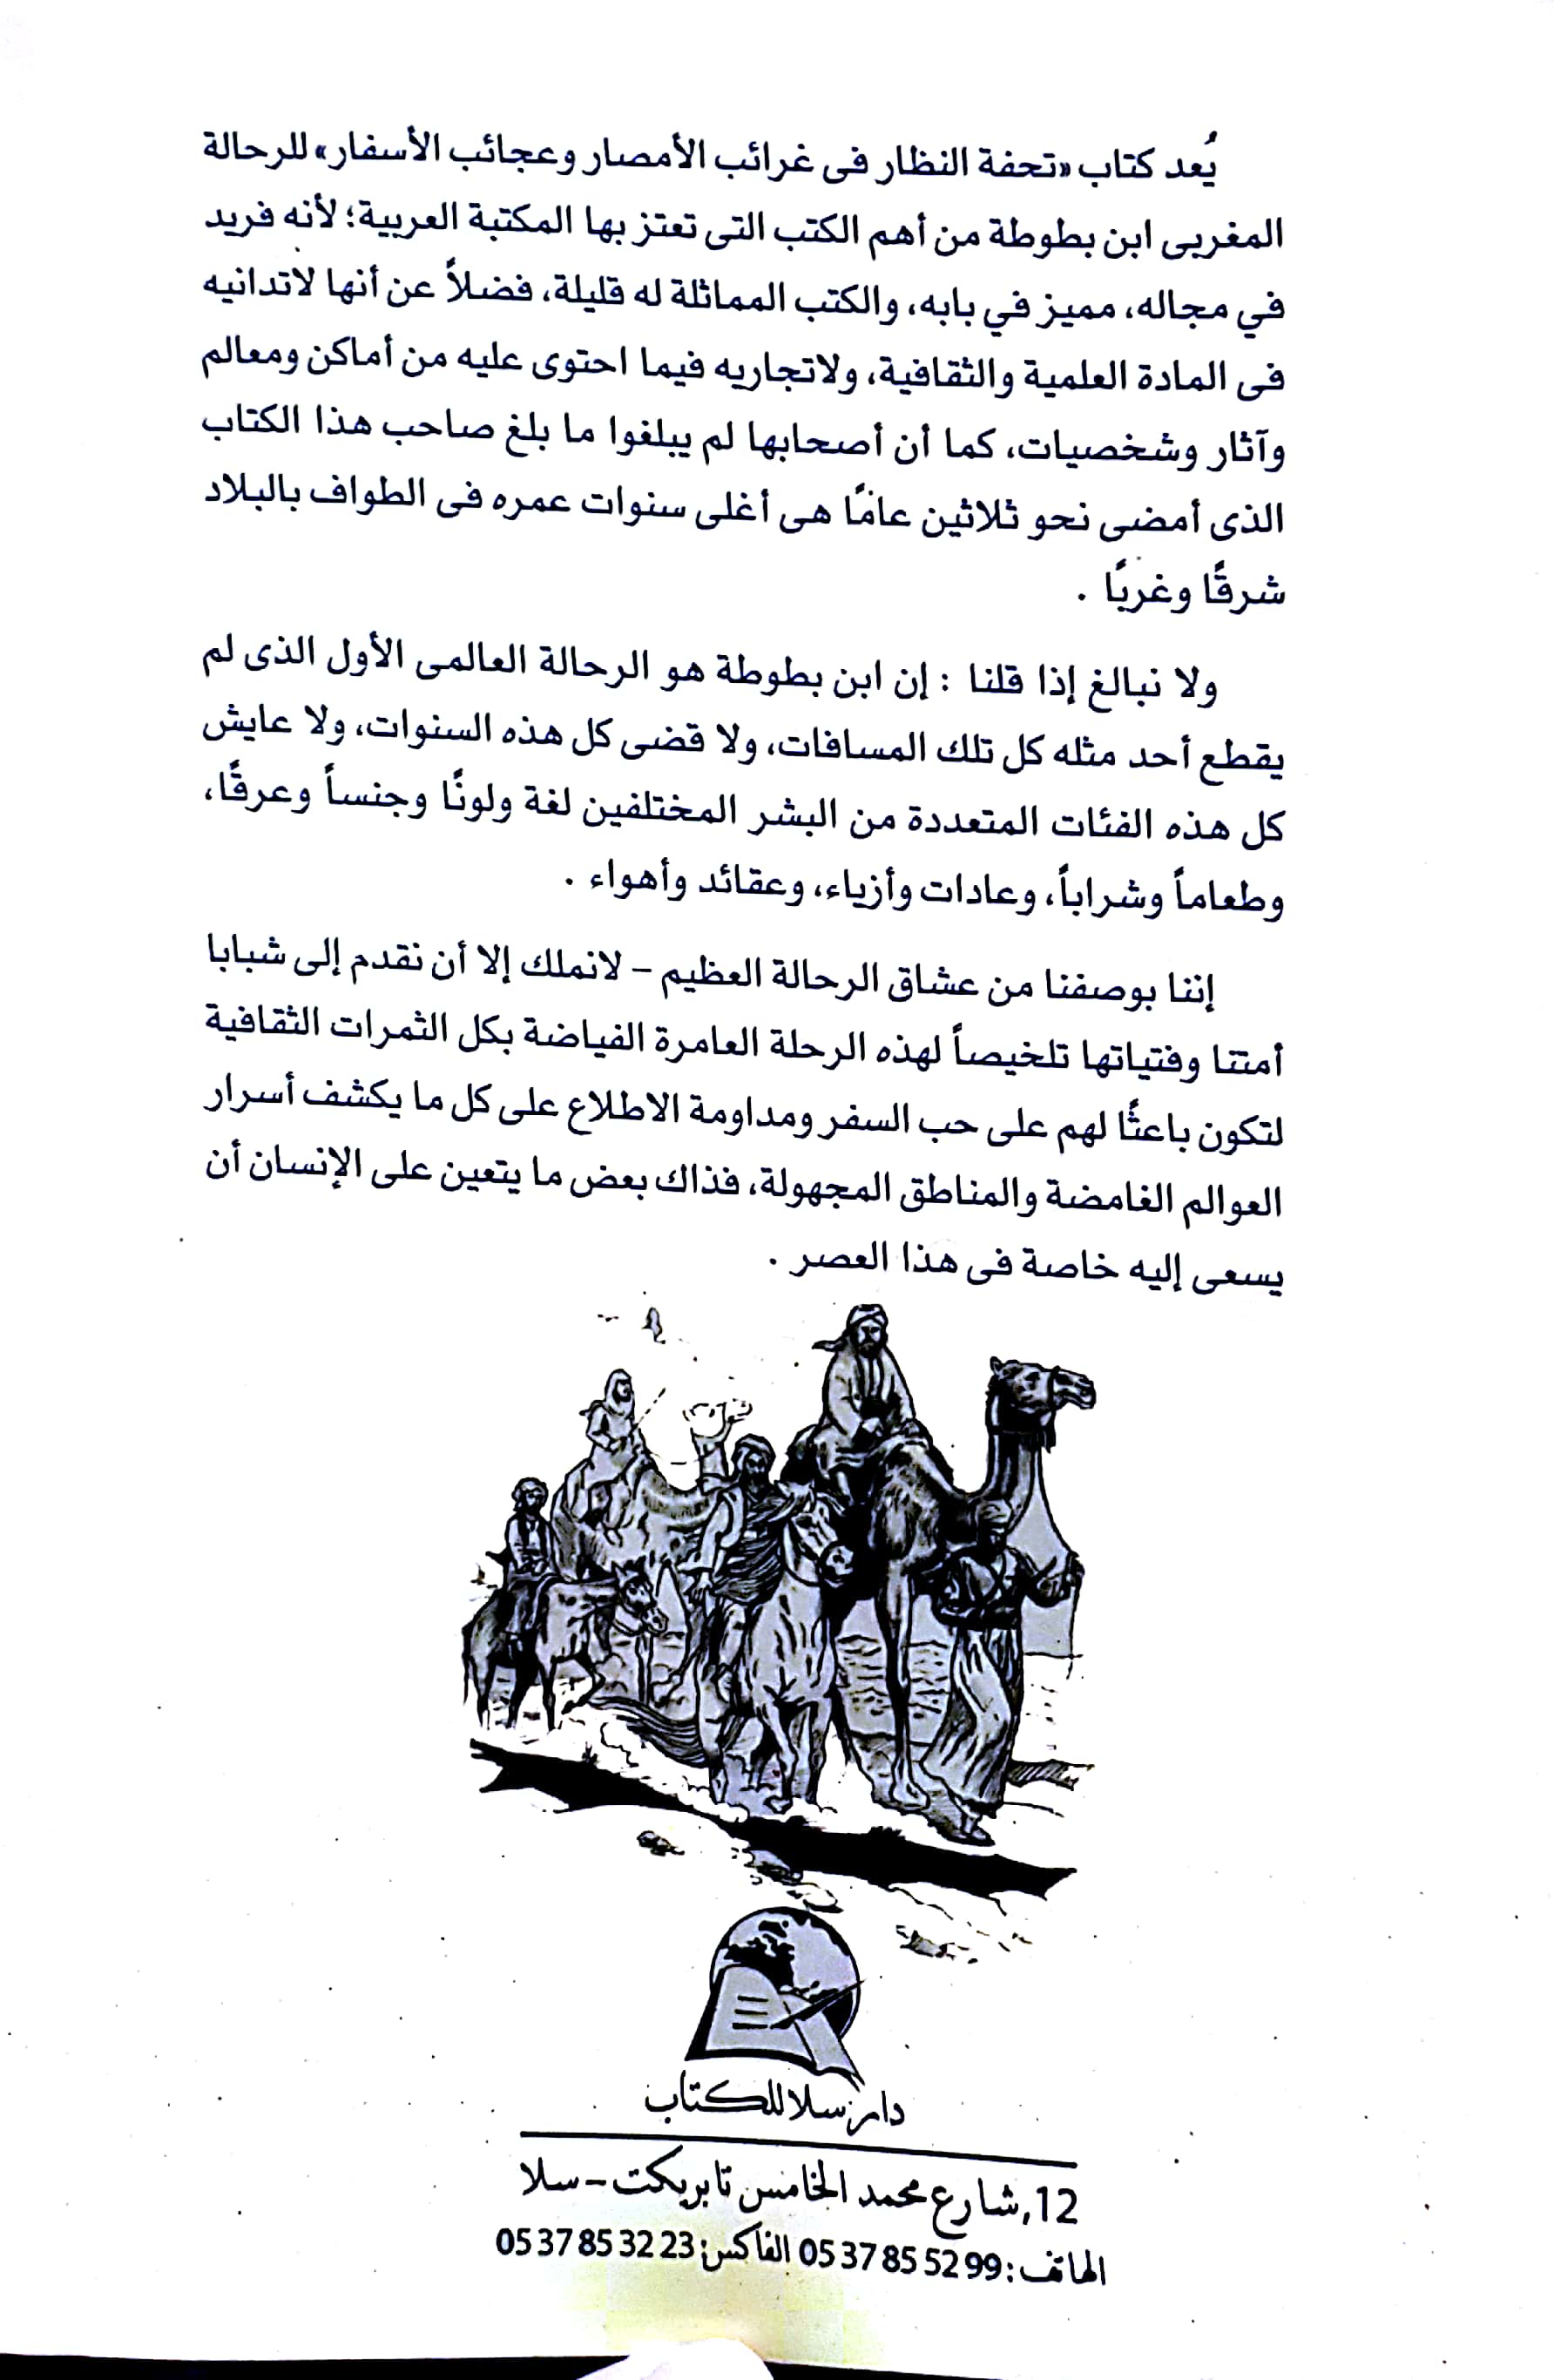 يُعد كتاب «تحفة النظار فى غرائب الأمصار وعجائب الأسفار» للرحالة
المغربى ابن بطوطة من أهم الكتب التى تعتز بها المكتبة العربية؛ لأنه فريد
في مجاله، مميز في بابه، والكتب المماثلة له قليلة، فضلاً عن أنها لاتدانيه
فى المادة العلمية والثقافية، ولاتجاريه فيما احتوى عليه من أماكن ومعالم
وآثار وشخصيات، كما أن أصحابها لم يبلغوا ما بلغ صاحب هذا الكتاب
الذى أمضى نحو ثلاثين عامًا هى أغلى سنوات عمره فى الطواف بالبلاد
شرقًا وغربًا .
ولا نبالغ إذا قلنا : إن ابن بطوطة هو الرحالة العالمى الأول الذى لم
يقطع أحد مثله كل تلك المسافات، ولا قضى كل هذه السنوات، ولا عايش
كل هذه الفئات المتعددة من البشر المختلفين لغة ولونًا وجنساً وعرقًا،
وطعاماً وشراباً، وعادات وأزياء، وعقائد وأهواء .
إننا بوصفنا من عشاق الرحالة العظيم – لانملك إلا أن نقدم إلى شبابا
أمتنا وفتياتها تلخيصاً لهذه الرحلة العامرة الفياضة بكل الثمرات الثقافية
لتكون باعثًا لهم على حب السفر ومداومة الاطلاع على كل ما يكشف أسرار
العوالم الغامضة والمناطق المجهولة، فذاك بعض ما يتعين على الإنسان أن
يسعى إليه خاصة فى هذا العصر .
دار سلا للكتاب
12, شارع محمد الخامس تابريكت – سلا
الهاتف: 05 37 85 52 99 الفاكس: 05 37 85 32 23